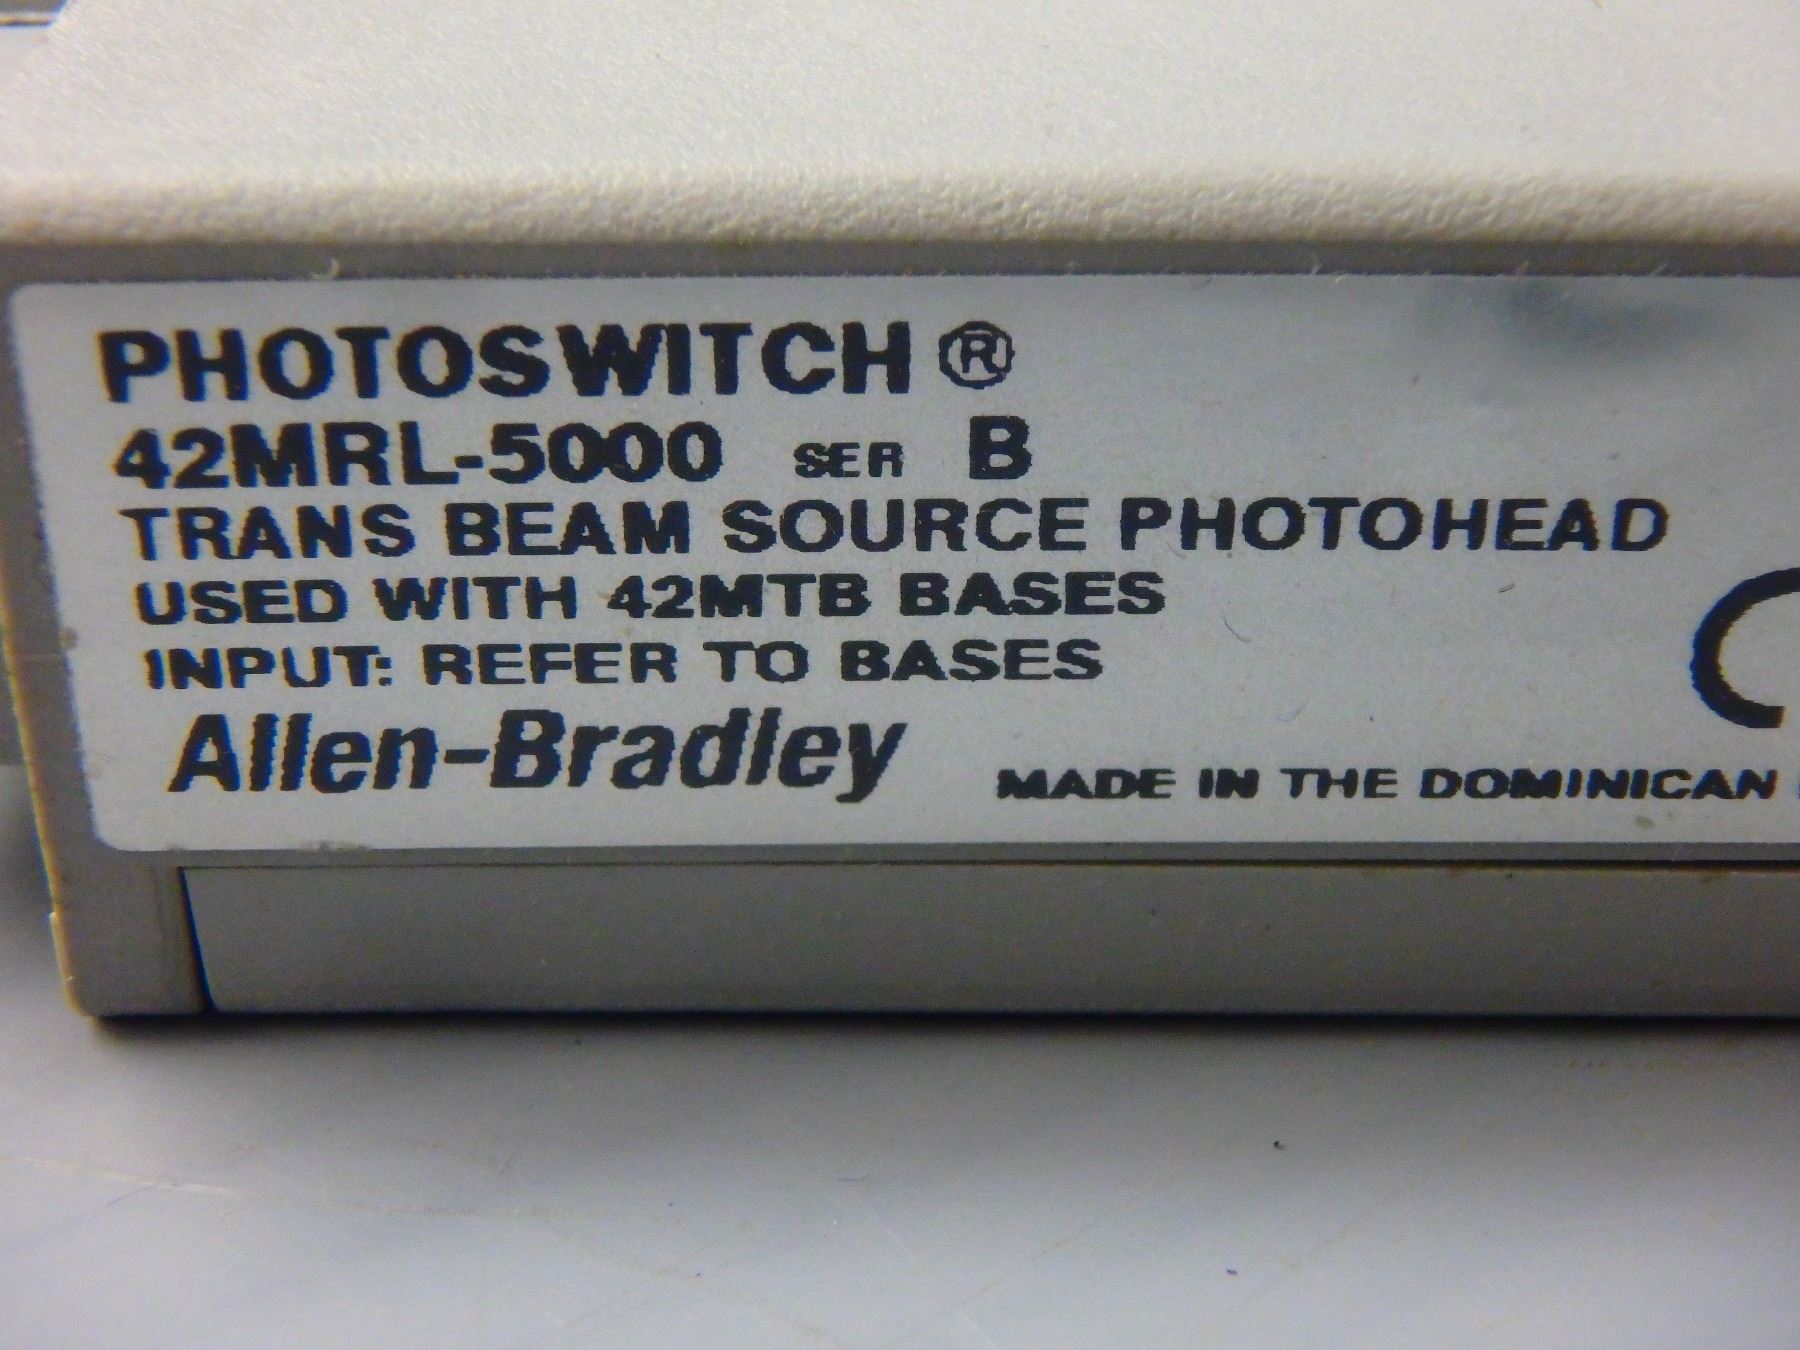 PHOTOSWITCH ®
42MRL-5000 SER B
TRANS BEAM SOURCE PHOTOHEAD
USED WITH 42MTB BASES
INPUT: REFER TO BASES
Allen-Bradley MADE IN THE DOMINICAN